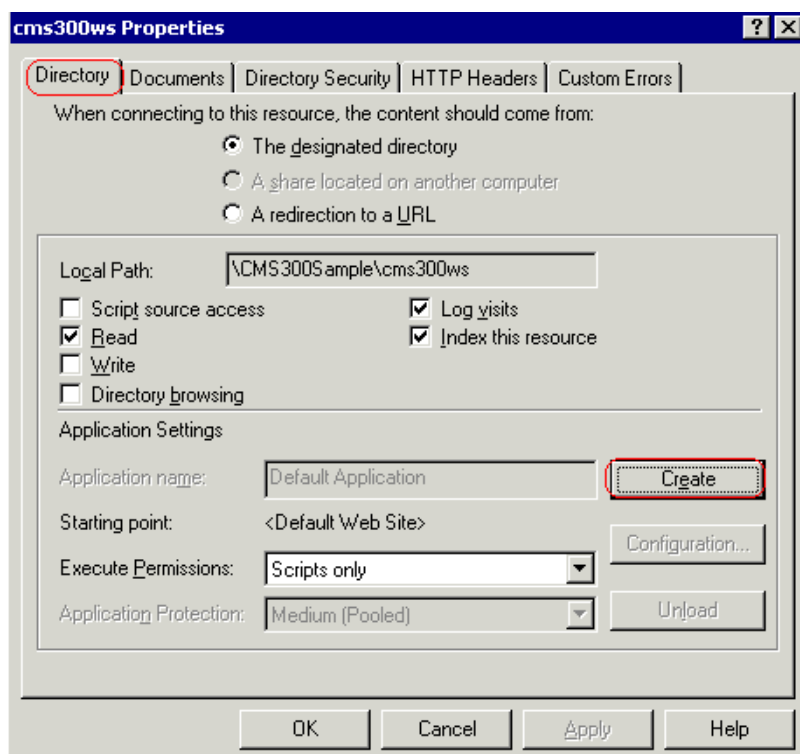 cms300ws Properties
Directory Documents Directory Security HTTP Headers Custom Errors
When connecting to this resource, the content should come from:
The designated directory
A share located on another computer
A redirection to a URL
Local Path: \CMS300Sample\cms300ws
Script source access Log visits
Read Index this resource
Write
Directory browsing
Application Settings
Application name: Default Application Create
Starting point: <Default Web Site>
Configuration...
Execute Permissions: Scripts only
Application Protection: Medium (Pooled) Unload
OK Cancel Apply Help